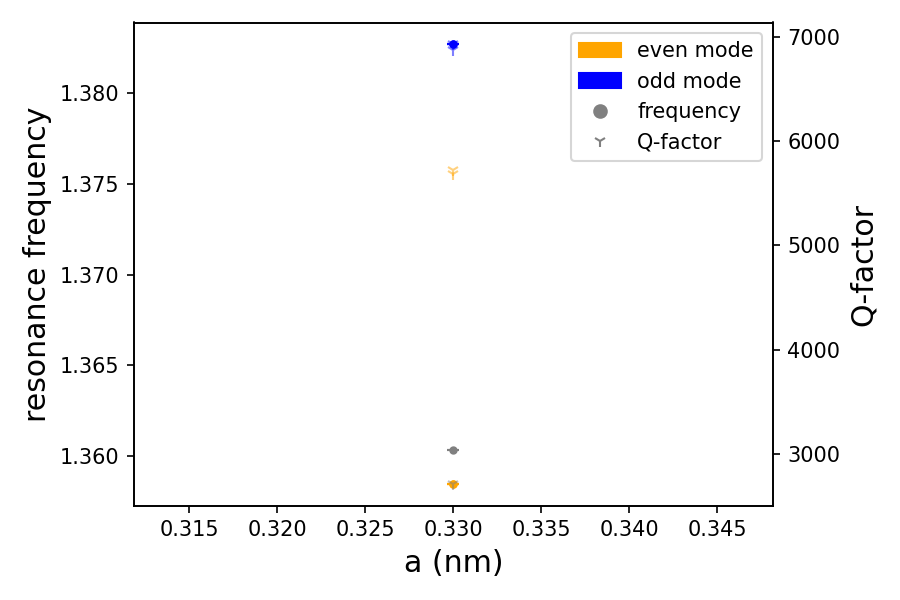 even mode
odd mode
frequency
Q-factor
resonance frequency
1.380
1.375
1.370
1.365
1.360
7000
6000
5000
4000
3000
Q-factor
0.315 0.320 0.325 0.330 0.335 0.340 0.345
a (nm)